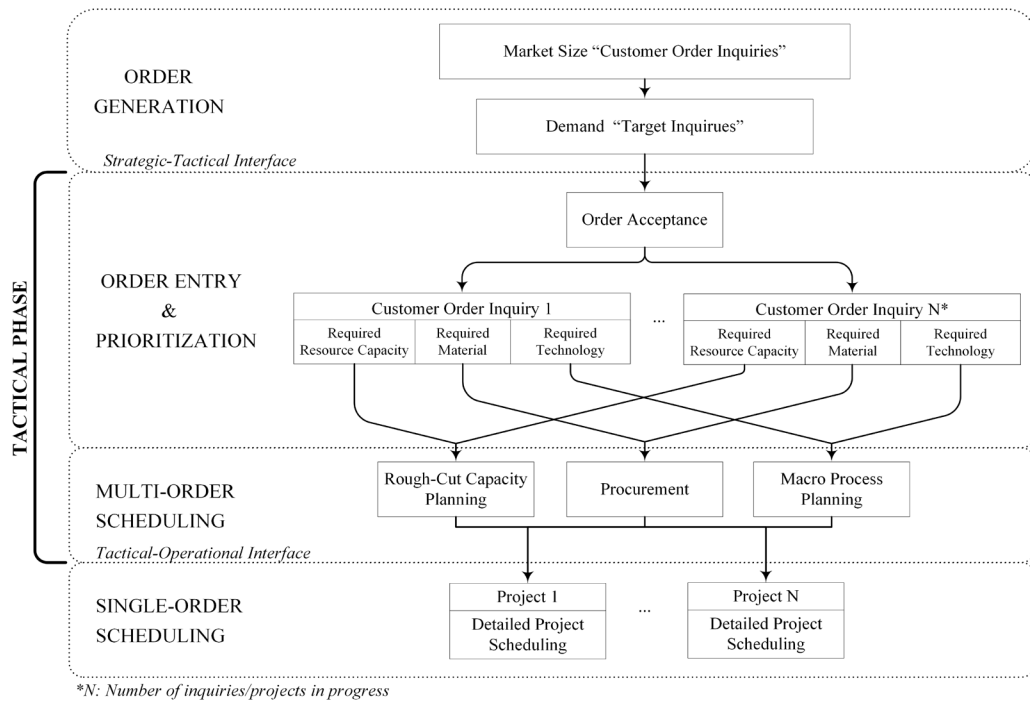 Market Size “Customer Order Inquiries”
ORDER
GENERATION
Demand “Target Inquirues”
Strategic-Tactical Interface
TACTICAL PHASE
Order Acceptance
ORDER ENTRY
&
PRIORITIZATION
Customer Order Inquiry 1
Required
Resource Capacity
Required
Material
Required
Technology
...
Customer Order Inquiry N*
Required
Resource Capacity
Required
Material
Required
Technology
MULTI-ORDER
SCHEDULING
Rough-Cut Capacity
Planning
Procurement
Macro Process
Planning
Tactical-Operational Interface
SINGLE-ORDER
SCHEDULING
Project 1
Detailed Project
Scheduling
...
Project N
Detailed Project
Scheduling
*N: Number of inquiries/projects in progress